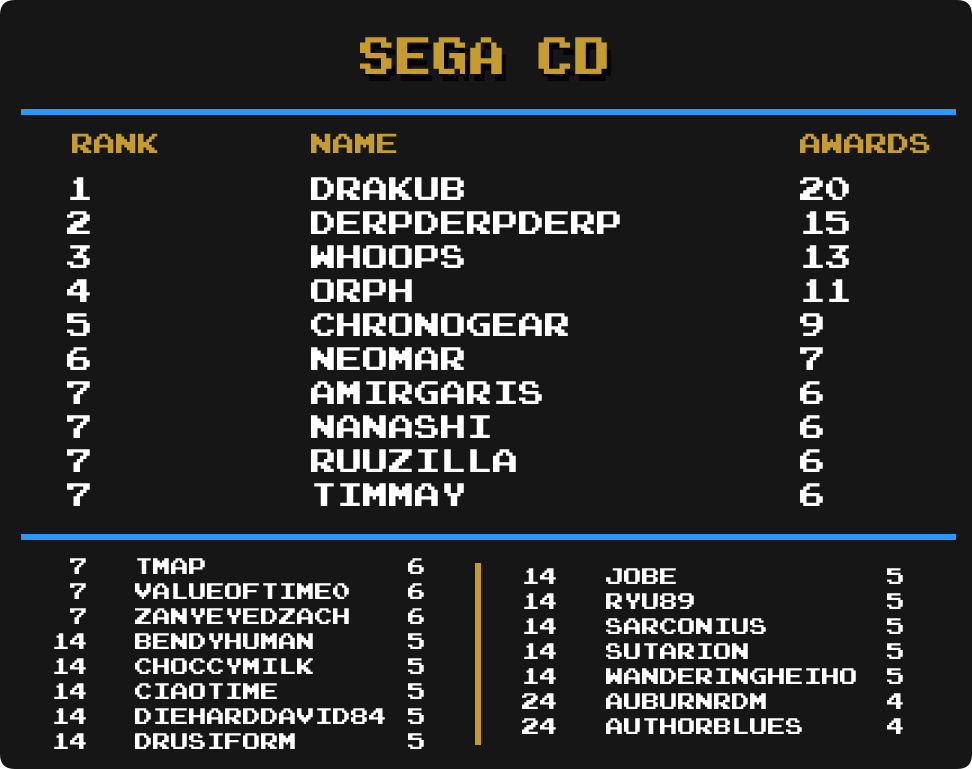 SEGA CD
RANK NAME AWARDS
1 DRAKUB 20
2 DERPDERPDERP 15
3 WHOOPS 13
4 ORPH 11
5 CHRONOGEAR 9
6 NEOMAR 7
7 AMIRGARIS 6
7 NANASHI 6
7 RUUZILLA 6
7 TIMMAY 6
7 TMAP 6
7 VALUEOFTIME0 6
7 ZANYEYEDZACH 6
14 BENDYHUMAN 5
14 CHOCCYMILK 5
14 CIAOTIME 5
14 DIEHARDDAVID84 5
14 DRUSIFORM 5
14 JOBE 5
14 RYU89 5
14 SARCONIUS 5
14 SUTARION 5
14 WANDERINGHEIHO 5
24 AUBURNRDM 4
24 AUTHORBLUES 4